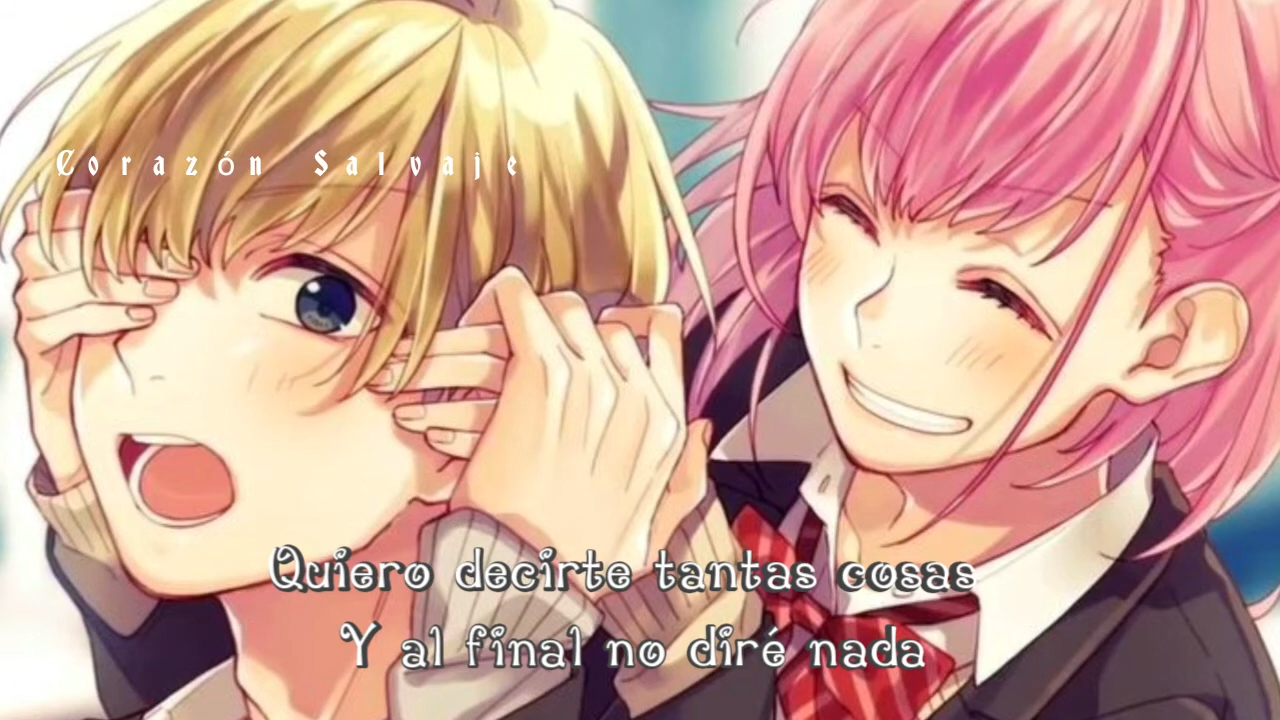 Corazón Salvaje
Quiero decirte tantas cosas
Y al final no diré nada